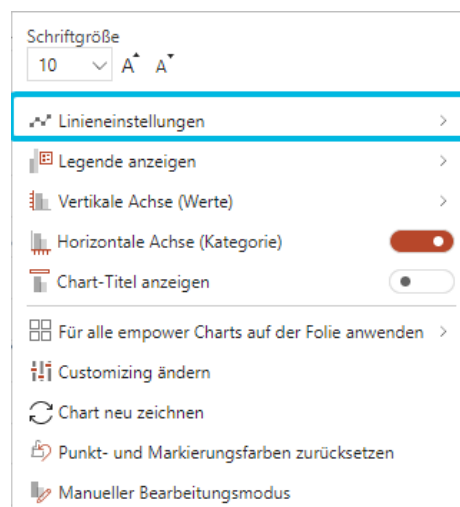 Schriftgröße
10 A A
Linieneinstellungen
Legende anzeigen
Vertikale Achse (Werte)
Horizontale Achse (Kategorie)
Chart-Titel anzeigen
Für alle empower Charts auf der Folie anwenden
Customizing ändern
Chart neu zeichnen
Punkt- und Markierungsfarben zurücksetzen
Manueller Bearbeitungsmodus